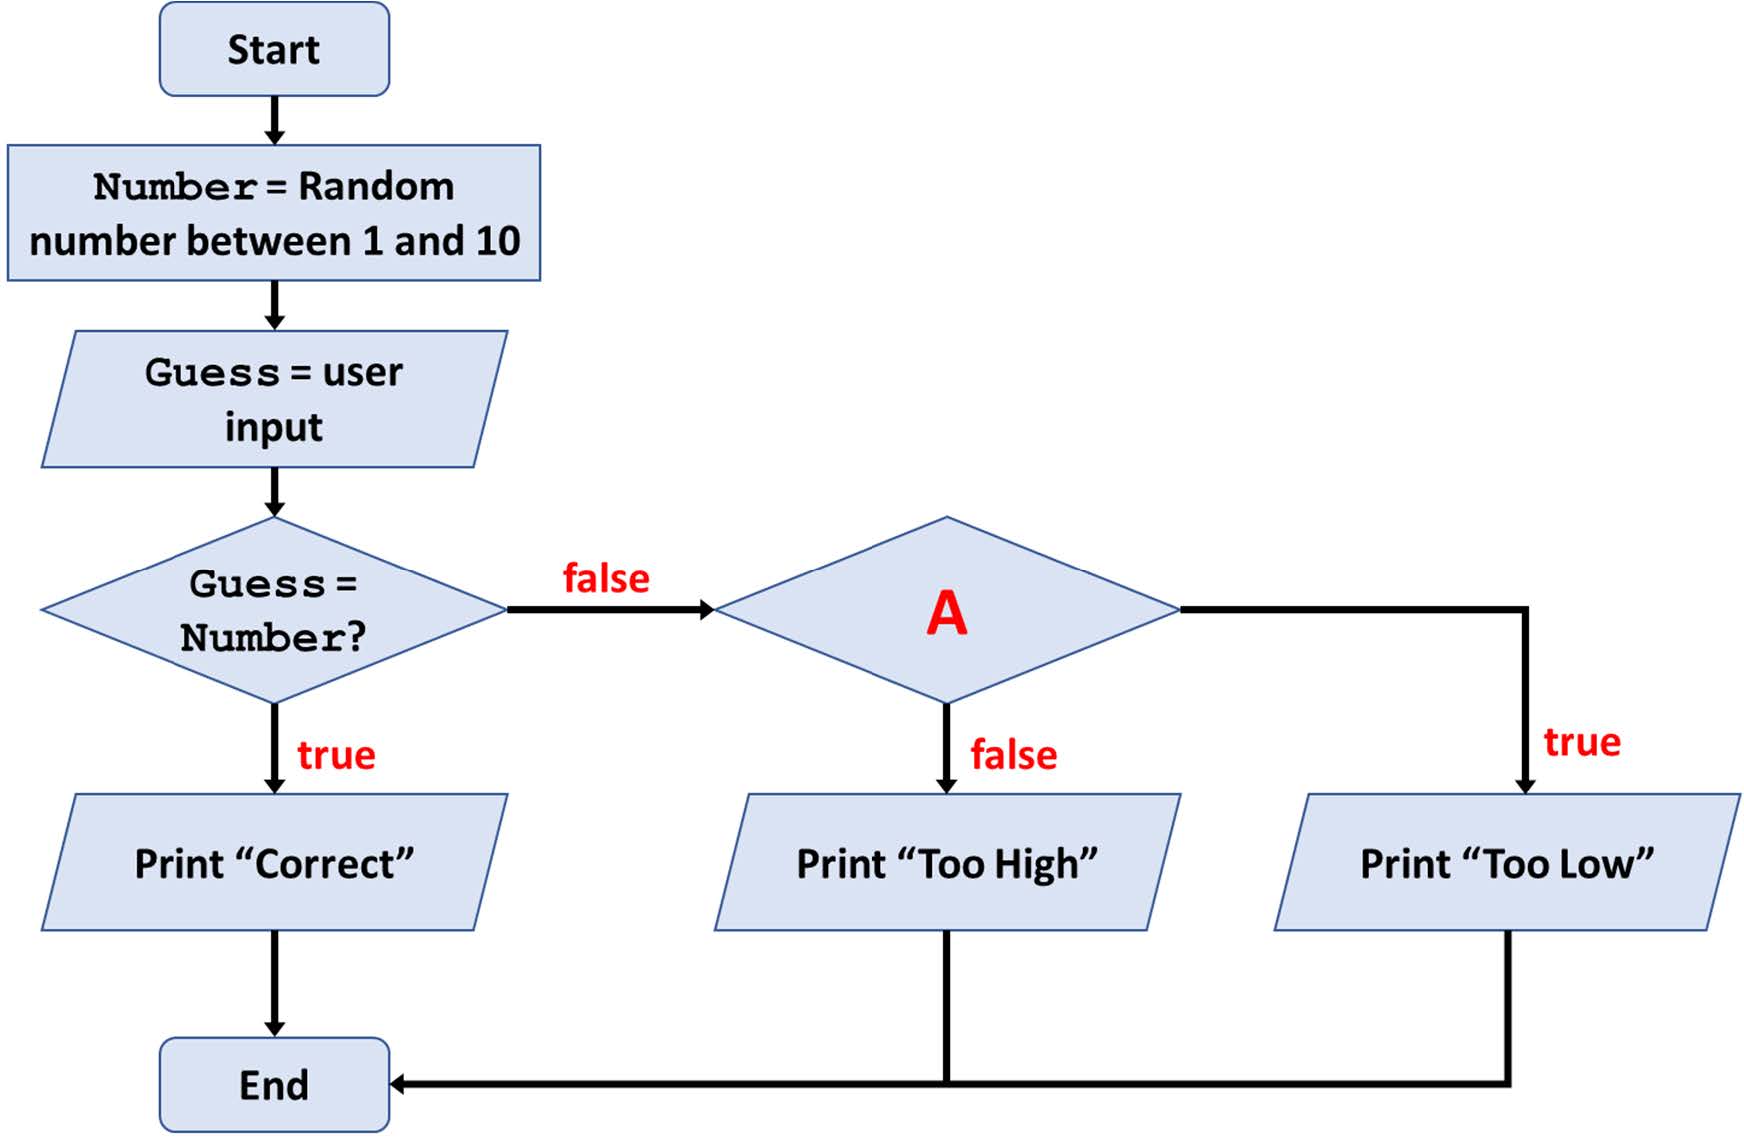 Start
Number = Random
number between 1 and 10
Guess = user
input
Guess =
Number?
false
A
true
false
true
Print “Correct”
Print “Too High”
Print “Too Low”
End